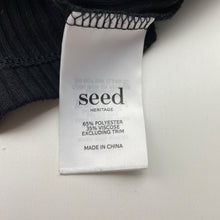 seed
HERITAGE
65% POLYESTER
35% VISCOSE
EXCLUDING TRIM
MADE IN CHINA